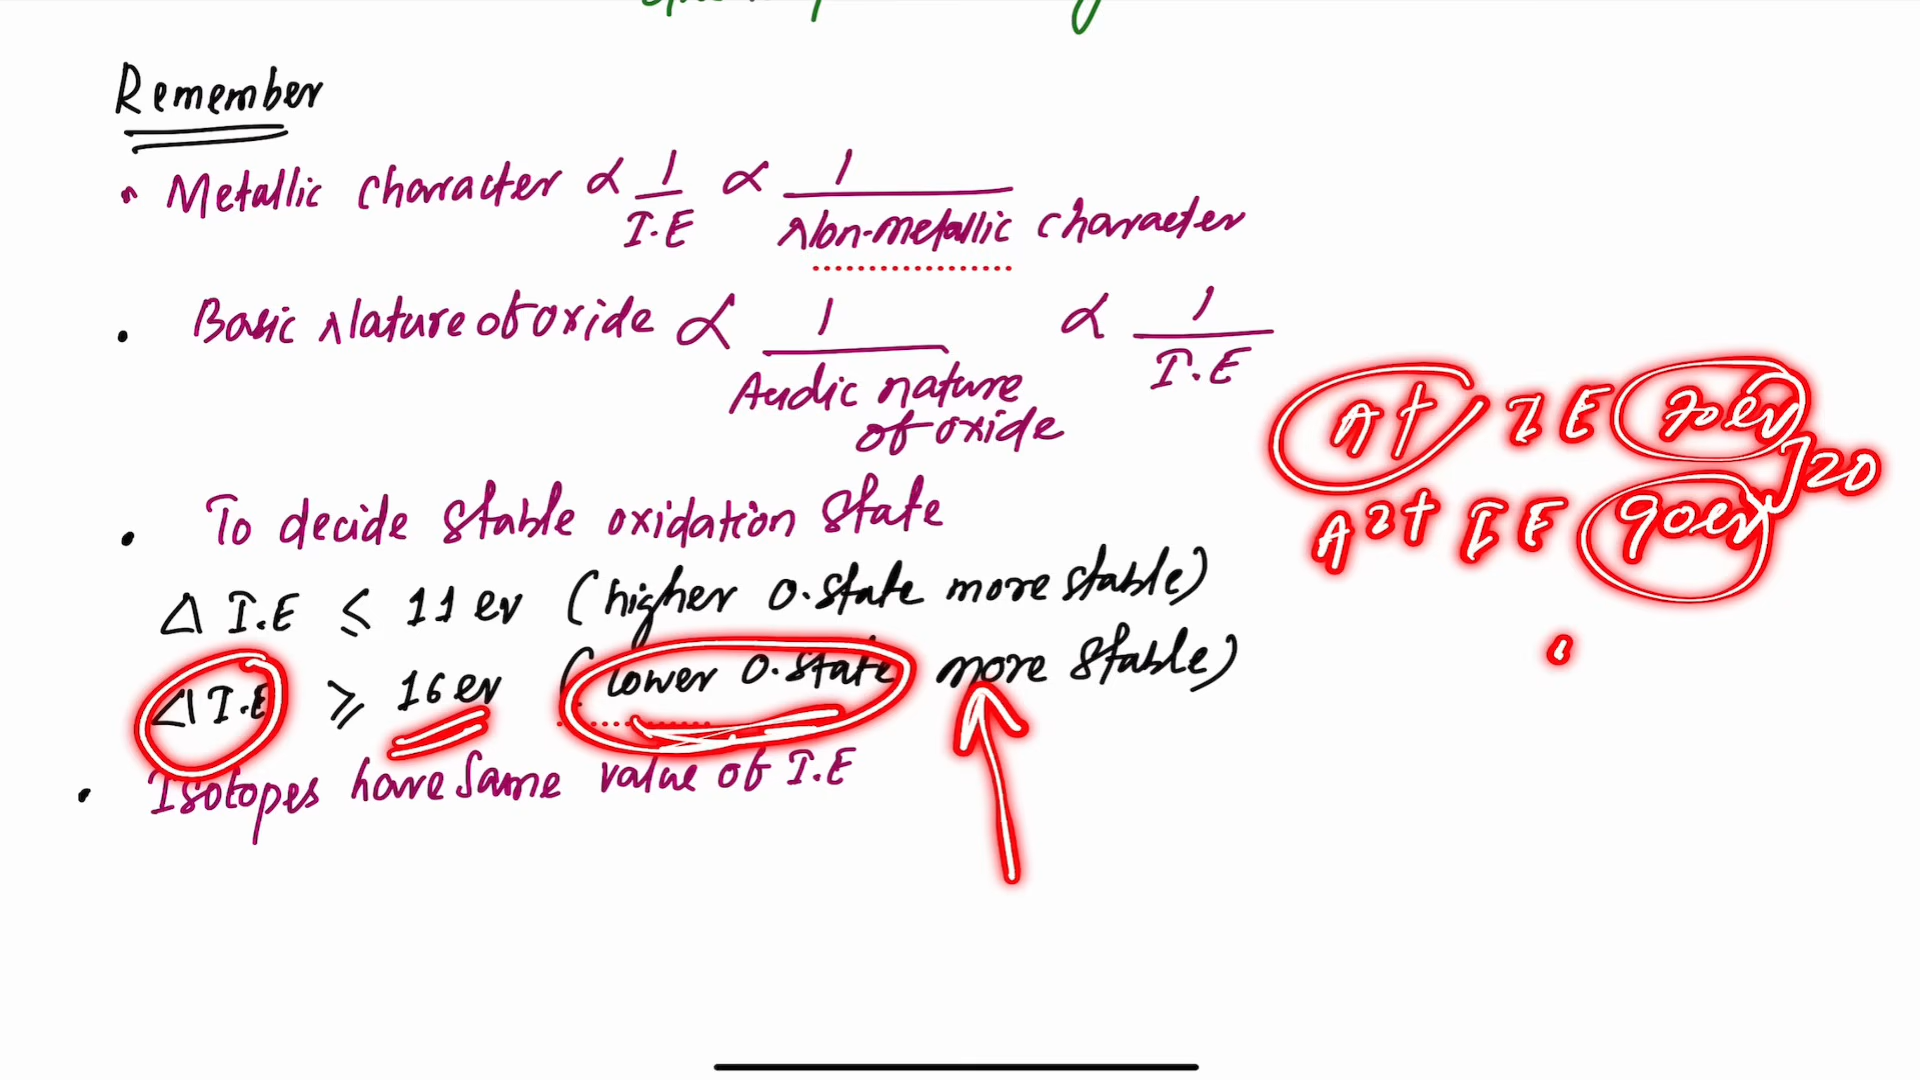 Remember
Metallic character ∝ 1/I.E ∝ 1/Non-metallic character
• Basic Nature of oxide ∝ 1/Acidic nature of oxide ∝ 1/I.E
A+ I E 70ev
] 20
A2+ I E 90ev
• To decide stable oxidation state
Δ I.E ≤ 11 ev (higher O.state more stable)
Δ I.E ≥ 16 ev (lower O.state more stable)
• Isotopes have same value of I.E